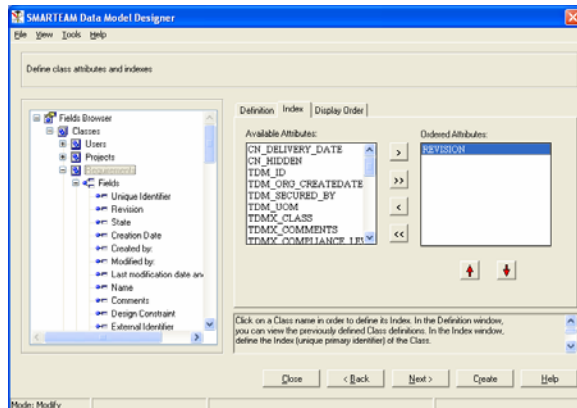 SMARTEAM Data Model Designer
File View Tools Help
Define class attributes and indexes
Fields Browser
Classes
Users
Projects
Requirements
Fields
Unique Identifier
Revision
State
Creation Date
Created by:
Modified by:
Last modification date an
Name
Comments
Design Constraint
External Identifier
Definition Index Display Order
Available Attributes:
CN_DELIVERY_DATE
CN_HIDDEN
TDM_ID
TDM_ORG_CREATEDATE
TDM_SECURED_BY
TDM_UOM
TDMX_CLASS
TDMX_COMMENTS
TDMX_COMPLIANCE_LEV
>
>>
<
<<
Ordered Attributes:
REVISION
Click on a Class name in order to define its Index. In the Definition window,
you can view the previously defined Class definitions. In the Index window,
define the Index (unique primary identifier) of the Class.
Close < Back Next > Create Help
Mode: Modify